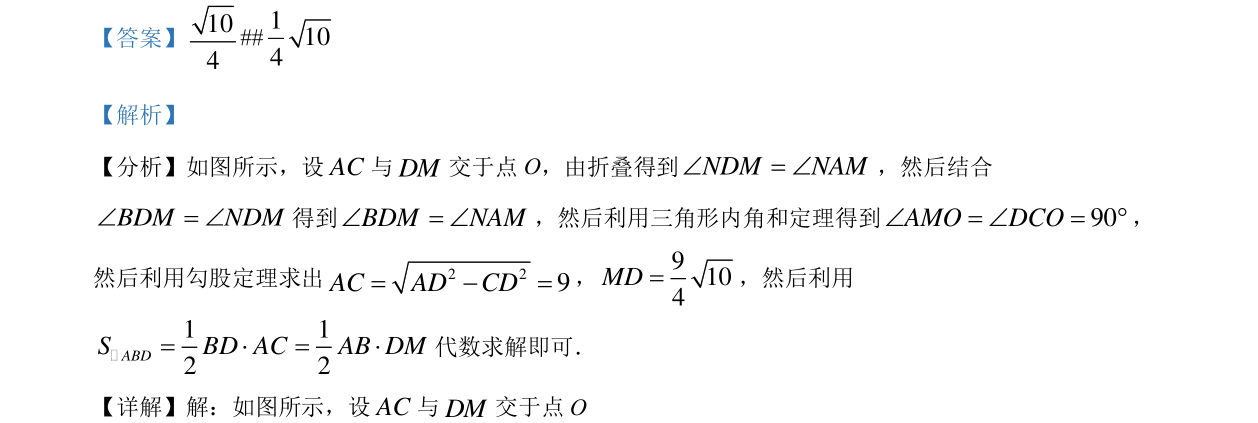 【答案】$\frac{\sqrt{10}}{4}$##$\frac{1}{4}\sqrt{10}$
【解析】
【分析】如图所示，设 AC 与 DM 交于点 O，由折叠得到∠NDM = ∠NAM ，然后结合
∠BDM = ∠NDM 得到∠BDM = ∠NAM ，然后利用三角形内角和定理得到∠AMO = ∠DCO = 90° ，
然后利用勾股定理求出 $AC = \sqrt{AD^2 - CD^2} = 9$ ， $MD = \frac{9}{4}\sqrt{10}$ ，然后利用
$S_{□ABD} = \frac{1}{2}BD \cdot AC = \frac{1}{2}AB \cdot DM$ 代数求解即可．
【详解】解：如图所示，设 AC 与 DM 交于点 O